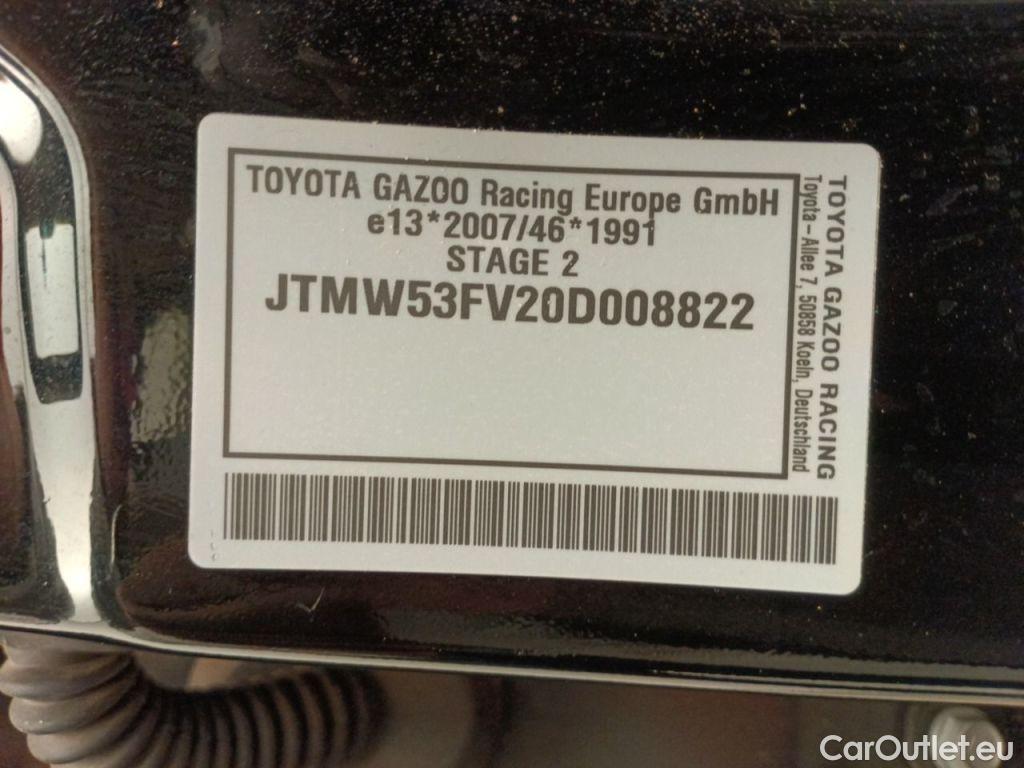 TOYOTA GAZOO Racing Europe GmbH
e13*2007/46*1991
STAGE 2
JTMW53FV20D008822
TOYOTA GAZOO RACING
Toyota-Allee 7, 50858 Koeln, Deutschland
CarOutlet.eu